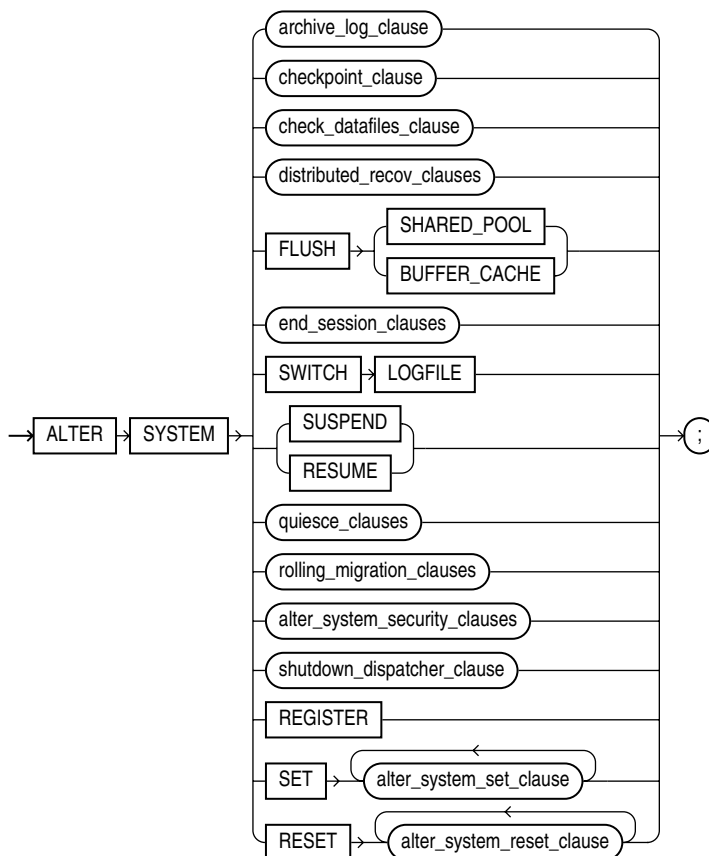 archive_log_clause
checkpoint_clause
check_datafiles_clause
distributed_recov_clauses
FLUSH
SHARED_POOL
BUFFER_CACHE
end_session_clauses
SWITCH LOGFILE
ALTER SYSTEM
SUSPEND
RESUME
;
quiesce_clauses
rolling_migration_clauses
alter_system_security_clauses
shutdown_dispatcher_clause
REGISTER
SET alter_system_set_clause
RESET alter_system_reset_clause